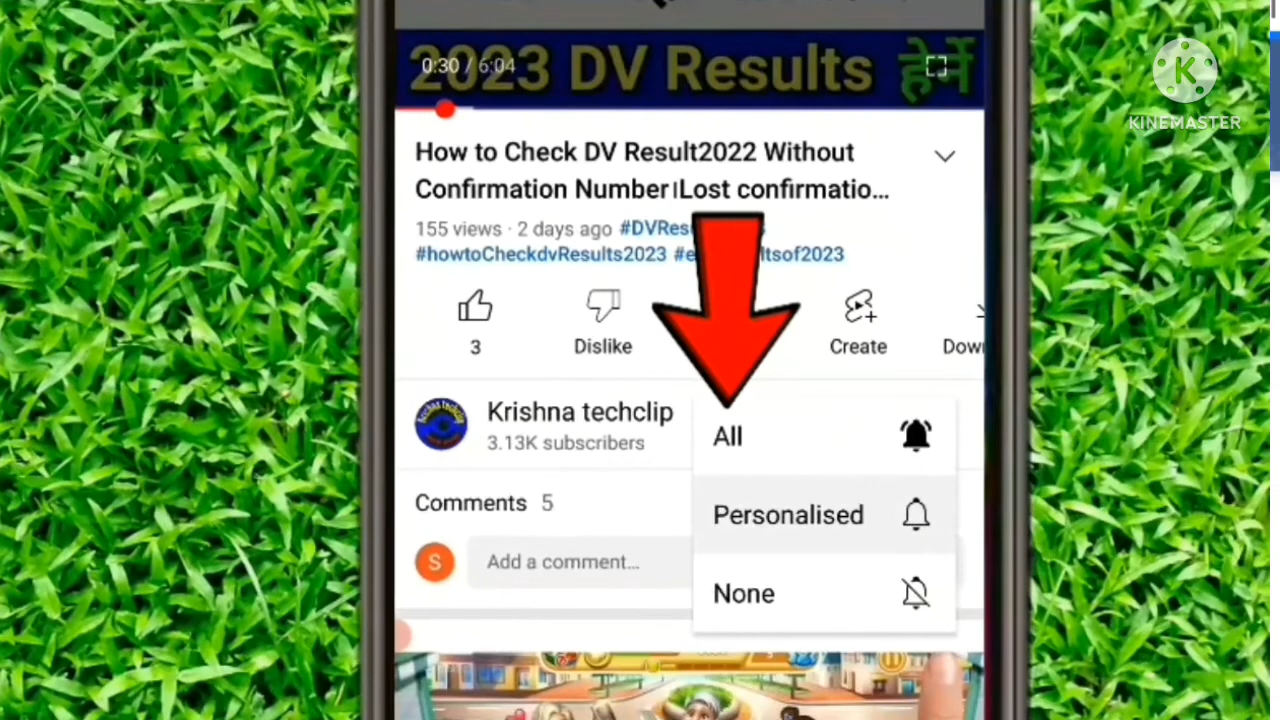 2023 DV Results हेर्ने
0:30 / 6:04
KINEMASTER
How to Check DV Result2022 Without
Confirmation Number।Lost confirmatio...
155 views · 2 days ago #DVRes
#howtoCheckdvResults2023 #e ltsof2023
3
Dislike
Create
Dow
Krishna techclip
3.13K subscribers
All
Comments 5
Personalised
S
Add a comment...
None